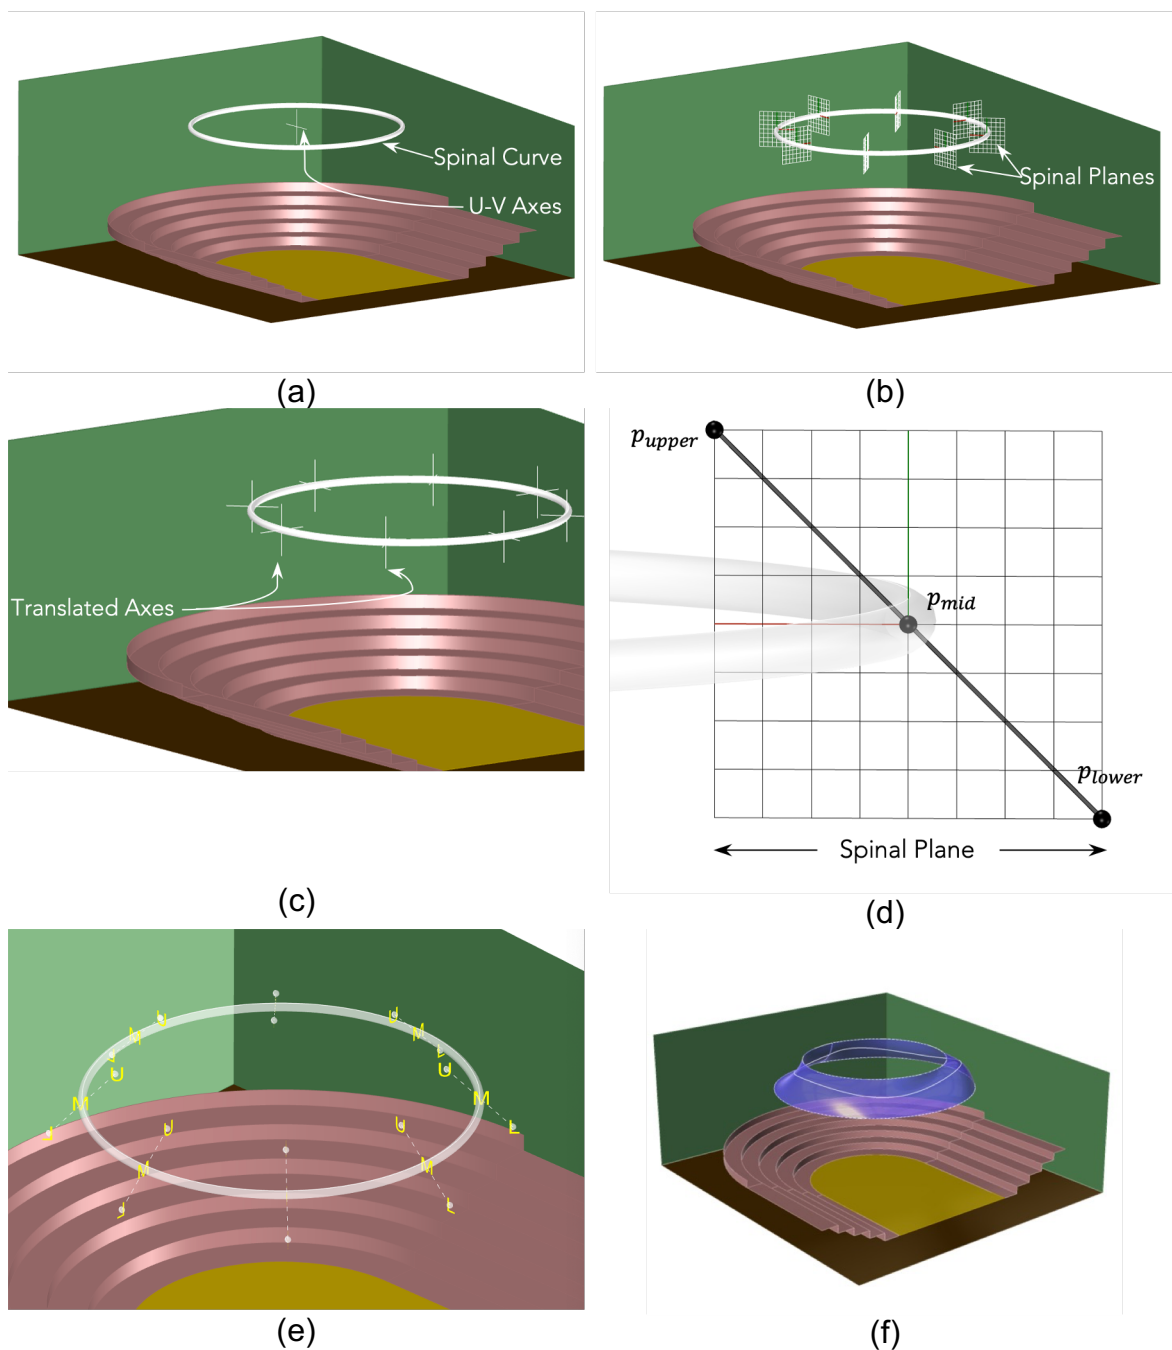 Spinal Curve
U-V Axes
(a)
Spinal Planes
(b)
Translated Axes
(c)
p_upper
p_mid
p_lower
Spinal Plane
(d)
U U
M M
L L
U U
M M
L L
U U
M M
L L
(e)
(f)